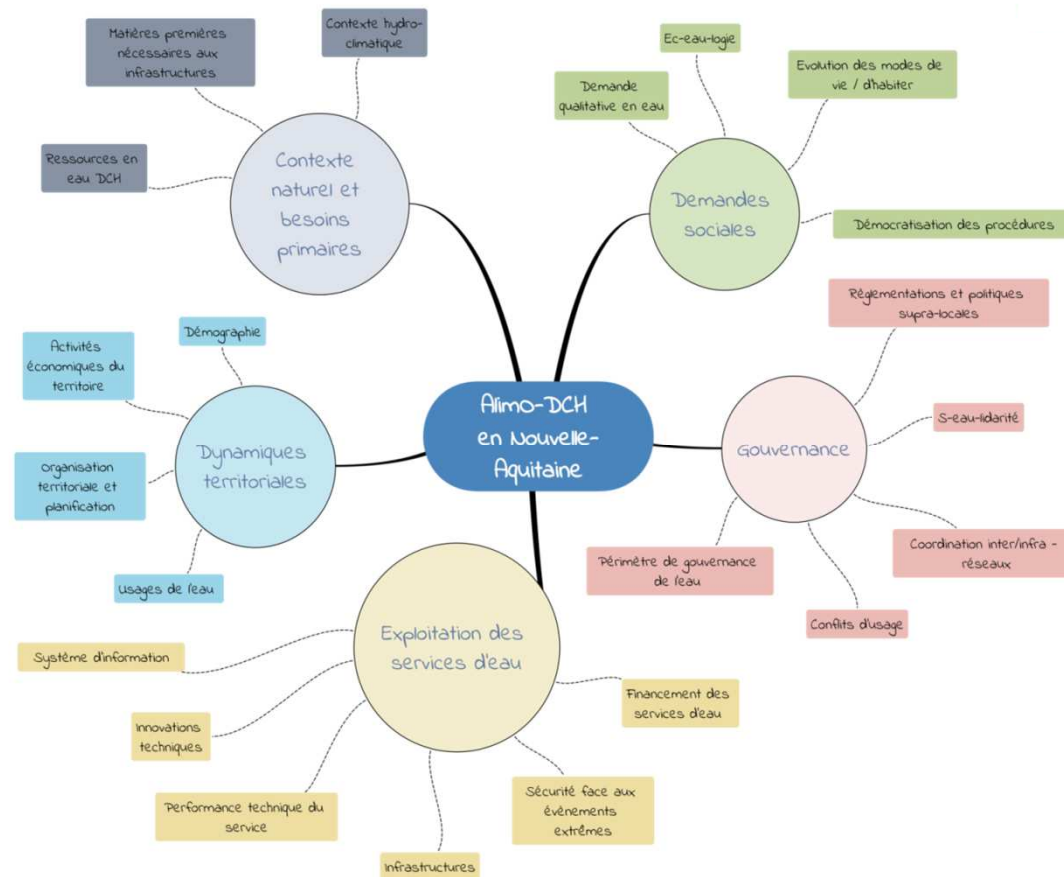 Alimo-DCH
en Nouvelle-
Aquitaine
Contexte
naturel et
besoins
primaires
Matières premières
nécessaires aux
infrastructures
Contexte hydro-
climatique
Ressources en
eau DCH
Demandes
sociales
Ec-eau-logie
Demande
qualitative en eau
Evolution des modes de
vie / d'habiter
Démocratisation des procédures
Dynamiques
territoriales
Démographie
Activités
économiques du
territoire
Organisation
territoriale et
planification
Usages de l'eau
Gouvernance
Réglementations et politiques
supra-locales
S-eau-lidarité
Coordination inter/infra -
réseaux
Conflits d'usage
Périmètre de gouvernance
de l'eau
Exploitation des
services d'eau
Système d'information
Innovations
techniques
Performance technique du
service
Infrastructures
Sécurité face aux
événements
extrêmes
Financement des
services d'eau